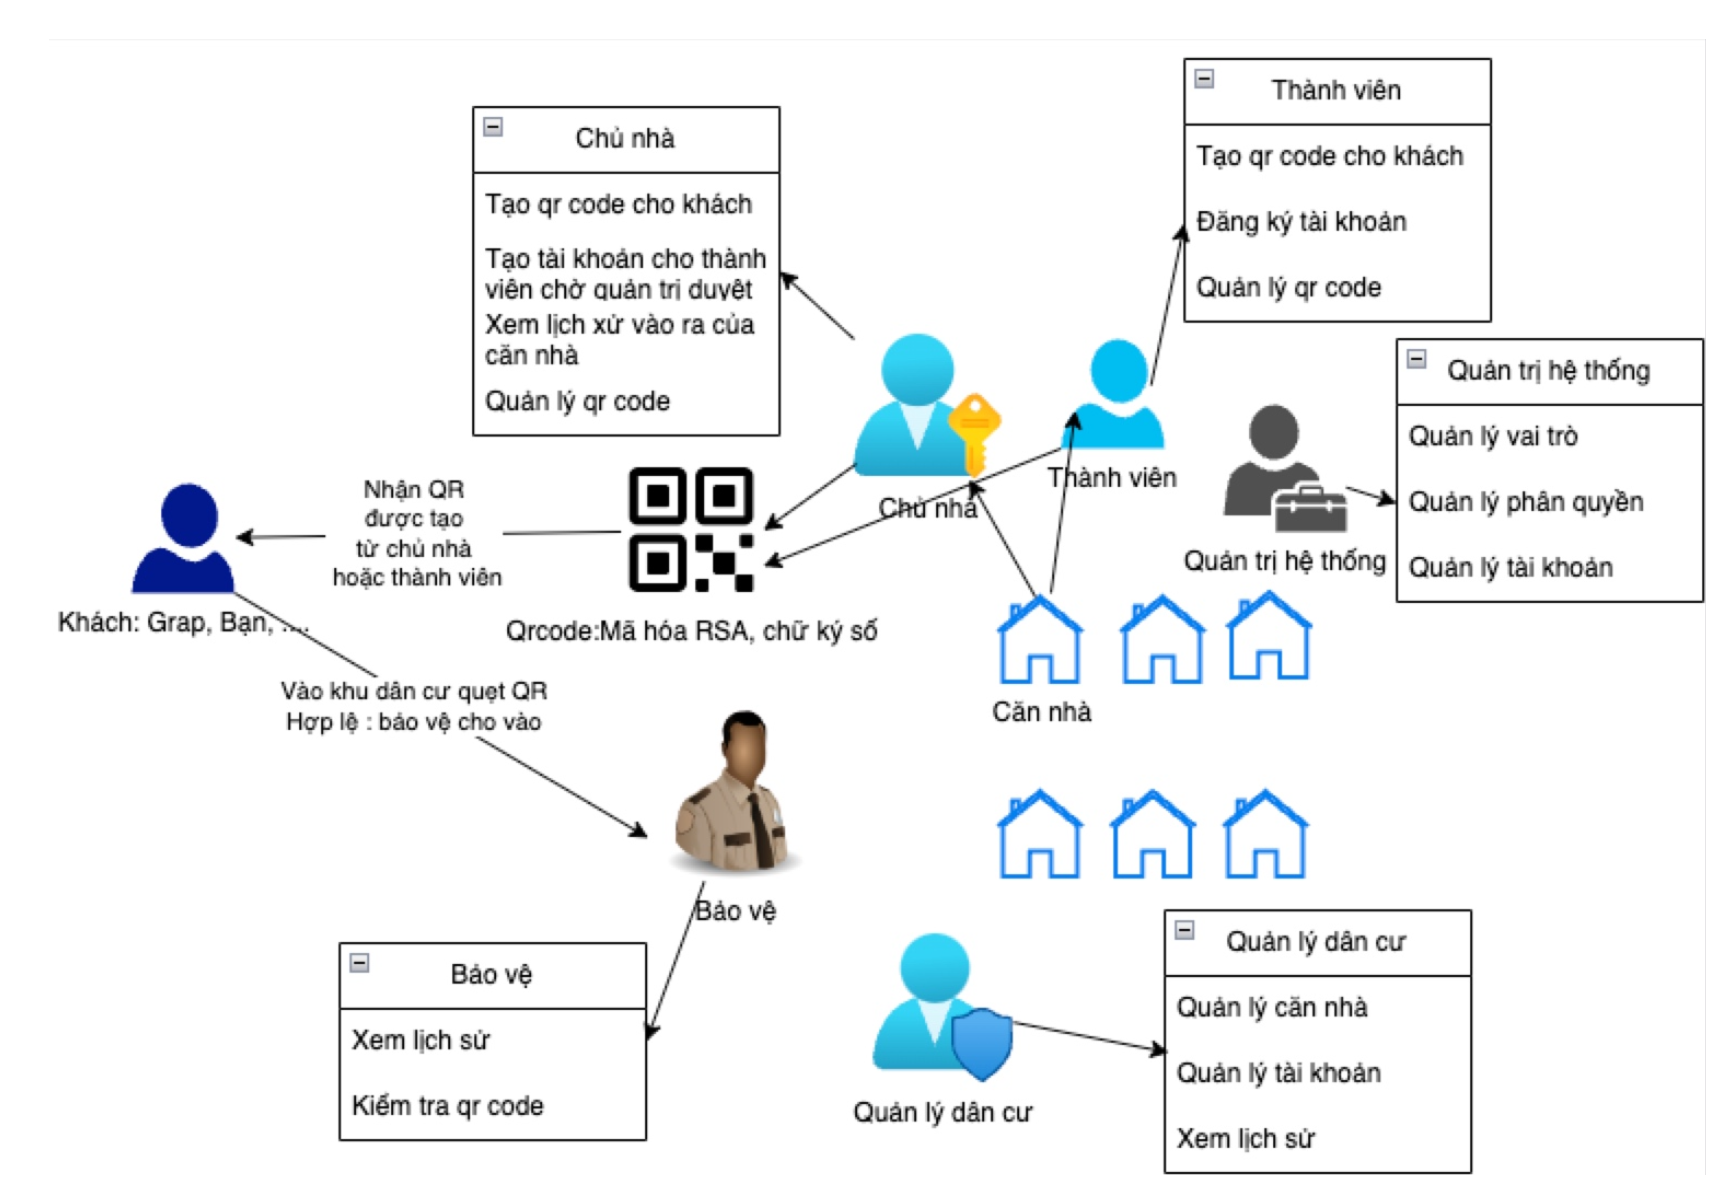 Thành viên
Tạo qr code cho khách
Đăng ký tài khoản
Quản lý qr code
Chủ nhà
Tạo qr code cho khách
Tạo tài khoản cho thành
viên chờ quản trị duyệt
Xem lịch xử vào ra của
căn nhà
Quản lý qr code
Quản trị hệ thống
Quản lý vai trò
Quản lý phân quyền
Quản lý tài khoản
Thành viên
Chủ nhà
Quản trị hệ thống
Nhận QR
được tạo
từ chủ nhà
hoặc thành viên
Khách: Grap, Bạn, ....
Qrcode:Mã hóa RSA, chữ ký số
Căn nhà
Vào khu dân cư quẹt QR
Hợp lệ : bảo vệ cho vào
Bảo vệ
Bảo vệ
Xem lịch sử
Kiểm tra qr code
Quản lý dân cư
Quản lý dân cư
Quản lý căn nhà
Quản lý tài khoản
Xem lịch sử